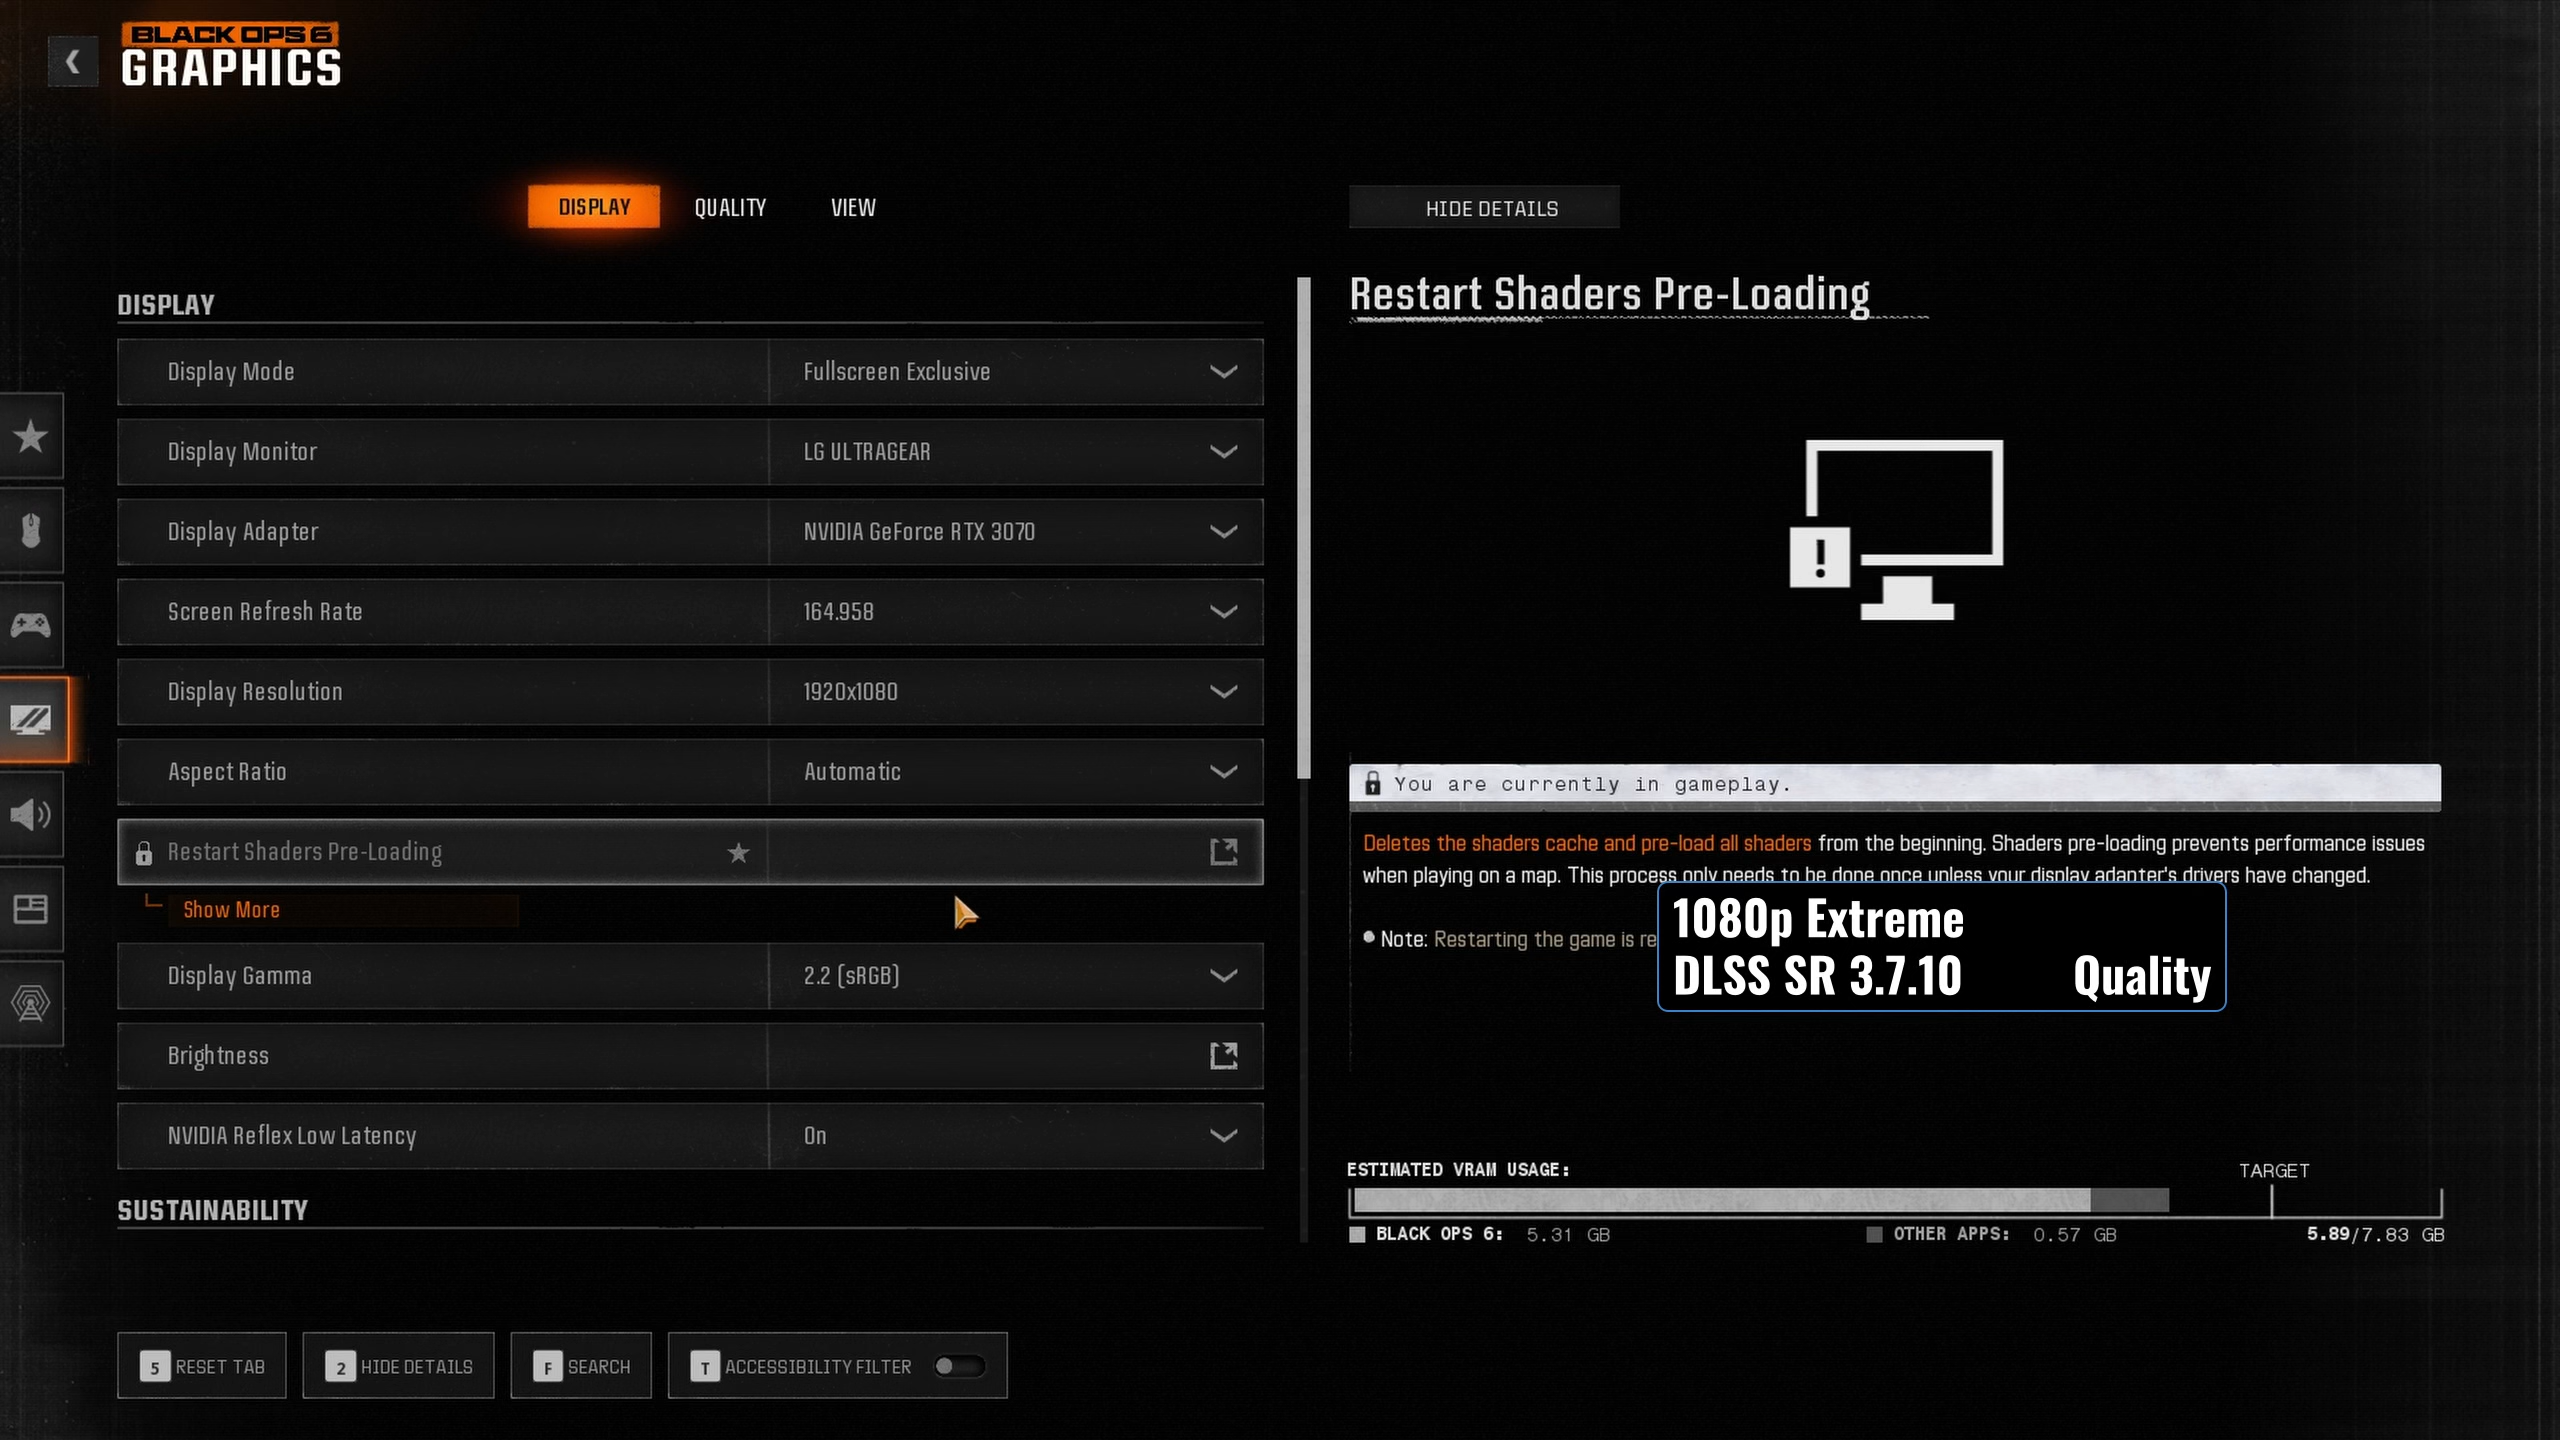 BLACK OPS 6
GRAPHICS
DISPLAY
QUALITY
VIEW
HIDE DETAILS
DISPLAY
Display Mode
Fullscreen Exclusive
Display Monitor
LG ULTRAGEAR
Display Adapter
NVIDIA GeForce RTX 3070
Screen Refresh Rate
164.958
Display Resolution
1920x1080
Aspect Ratio
Automatic
Restart Shaders Pre-Loading
Show More
Display Gamma
2.2 (sRGB)
Brightness
NVIDIA Reflex Low Latency
On
SUSTAINABILITY
Restart Shaders Pre-Loading
!
You are currently in gameplay.
Deletes the shaders cache and pre-load all shaders from the beginning. Shaders pre-loading prevents performance issues
when playing on a map. This process only needs to be done once unless your display adapter's drivers have changed.
Note: Restarting the game is re
1080p Extreme
DLSS SR 3.7.10 Quality
ESTIMATED VRAM USAGE:
TARGET
BLACK OPS 6: 5.31 GB
OTHER APPS: 0.57 GB
5.89/7.83 GB
5 RESET TAB
2 HIDE DETAILS
F SEARCH
T ACCESSIBILITY FILTER